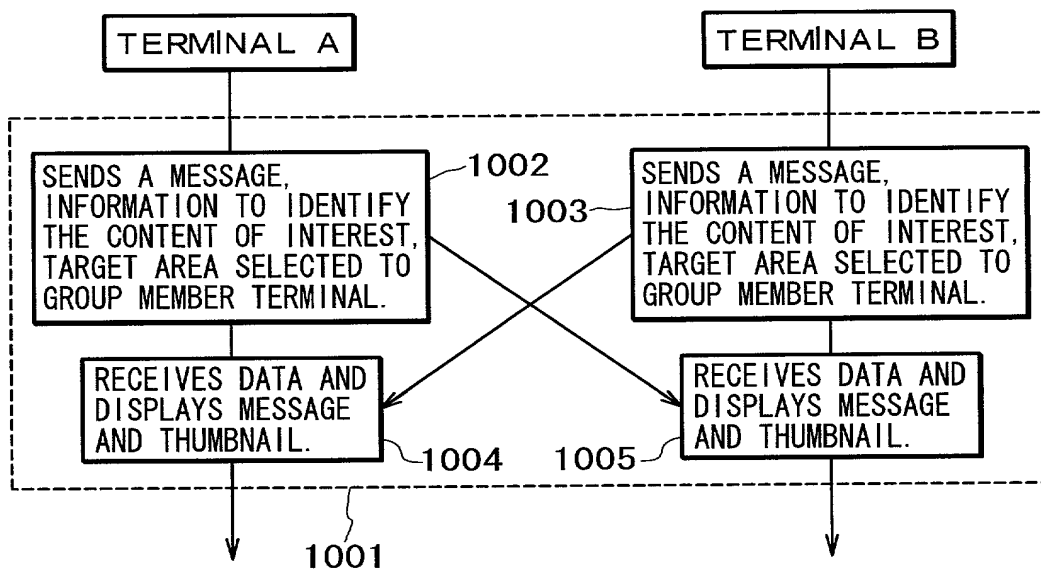 TERMINAL A
TERMINAL B
SENDS A MESSAGE,
INFORMATION TO IDENTIFY
THE CONTENT OF INTEREST,
TARGET AREA SELECTED TO
GROUP MEMBER TERMINAL.
1002
1003
SENDS A MESSAGE,
INFORMATION TO IDENTIFY
THE CONTENT OF INTEREST,
TARGET AREA SELECTED TO
GROUP MEMBER TERMINAL.
RECEIVES DATA AND
DISPLAYS MESSAGE
AND THUMBNAIL.
1004
1005
RECEIVES DATA AND
DISPLAYS MESSAGE
AND THUMBNAIL.
1001